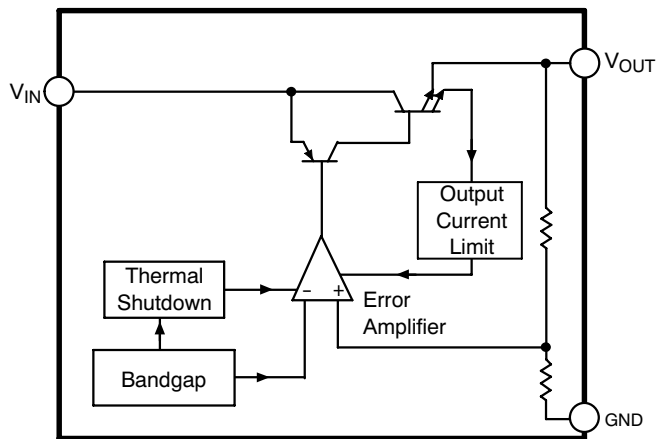 VIN
VOUT
Output
Current
Limit
Thermal
Shutdown
- +
Error
Amplifier
Bandgap
GND